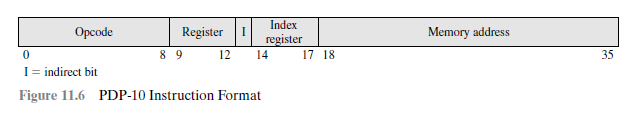 Opcode Register I Index register Memory address
0 8 9 12 14 17 18 35
I = indirect bit
Figure 11.6 PDP-10 Instruction Format